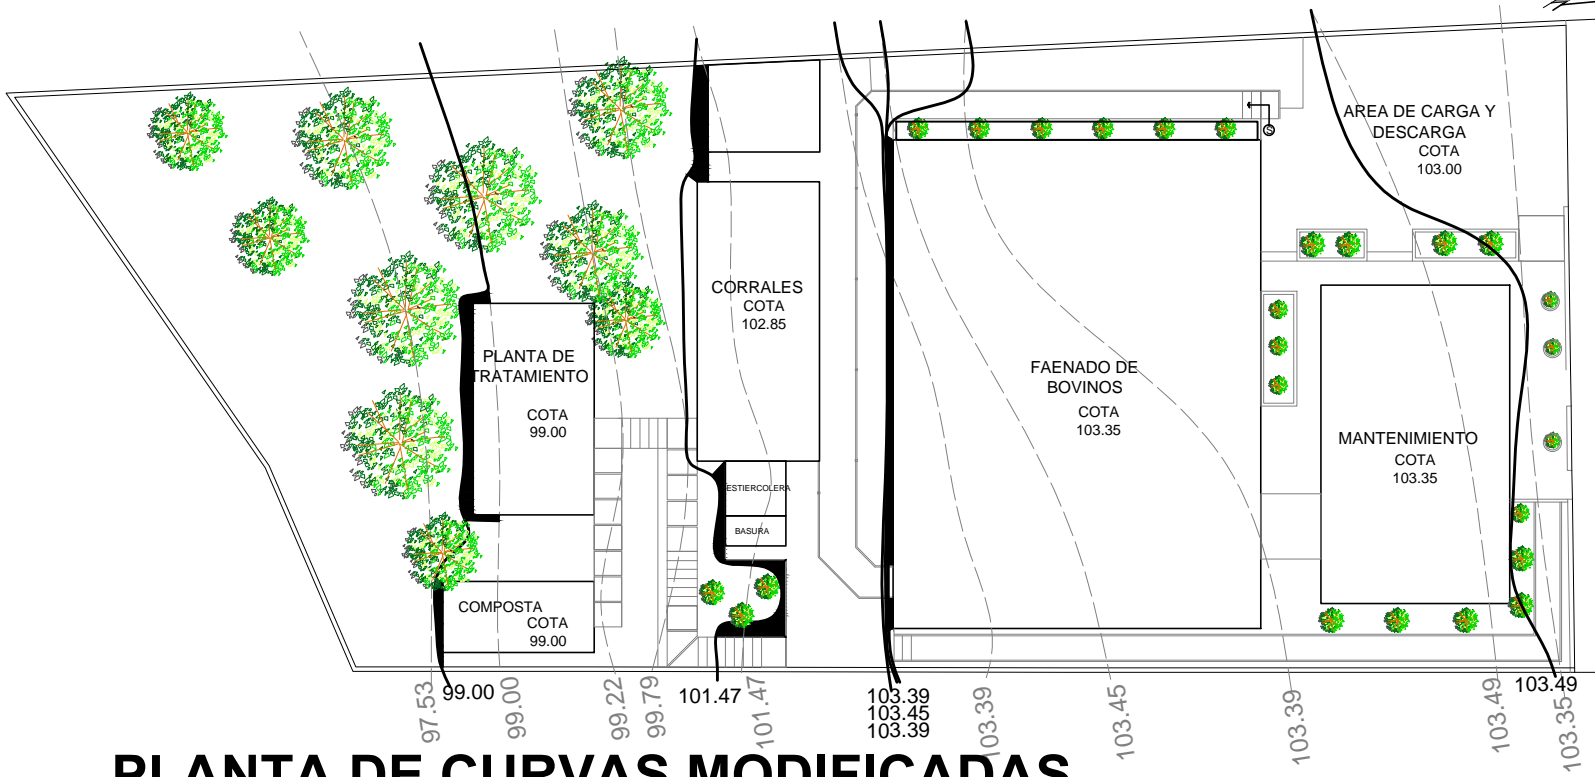 AREA DE CARGA Y
DESCARGA
COTA
103.00
CORRALES
COTA
102.85
PLANTA DE
TRATAMIENTO
COTA
99.00
FAENADO DE
BOVINOS
COTA
103.35
MANTENIMIENTO
COTA
103.35
ESTIERCOLERA
BASURA
COMPOSTA
COTA
99.00
97.53
99.00
99.00
99.22
99.79
101.47
101.47
103.39
103.45
103.39
103.39
103.45
103.39
103.49
103.49
103.35
PLANTA DE CURVAS MODIFICADAS